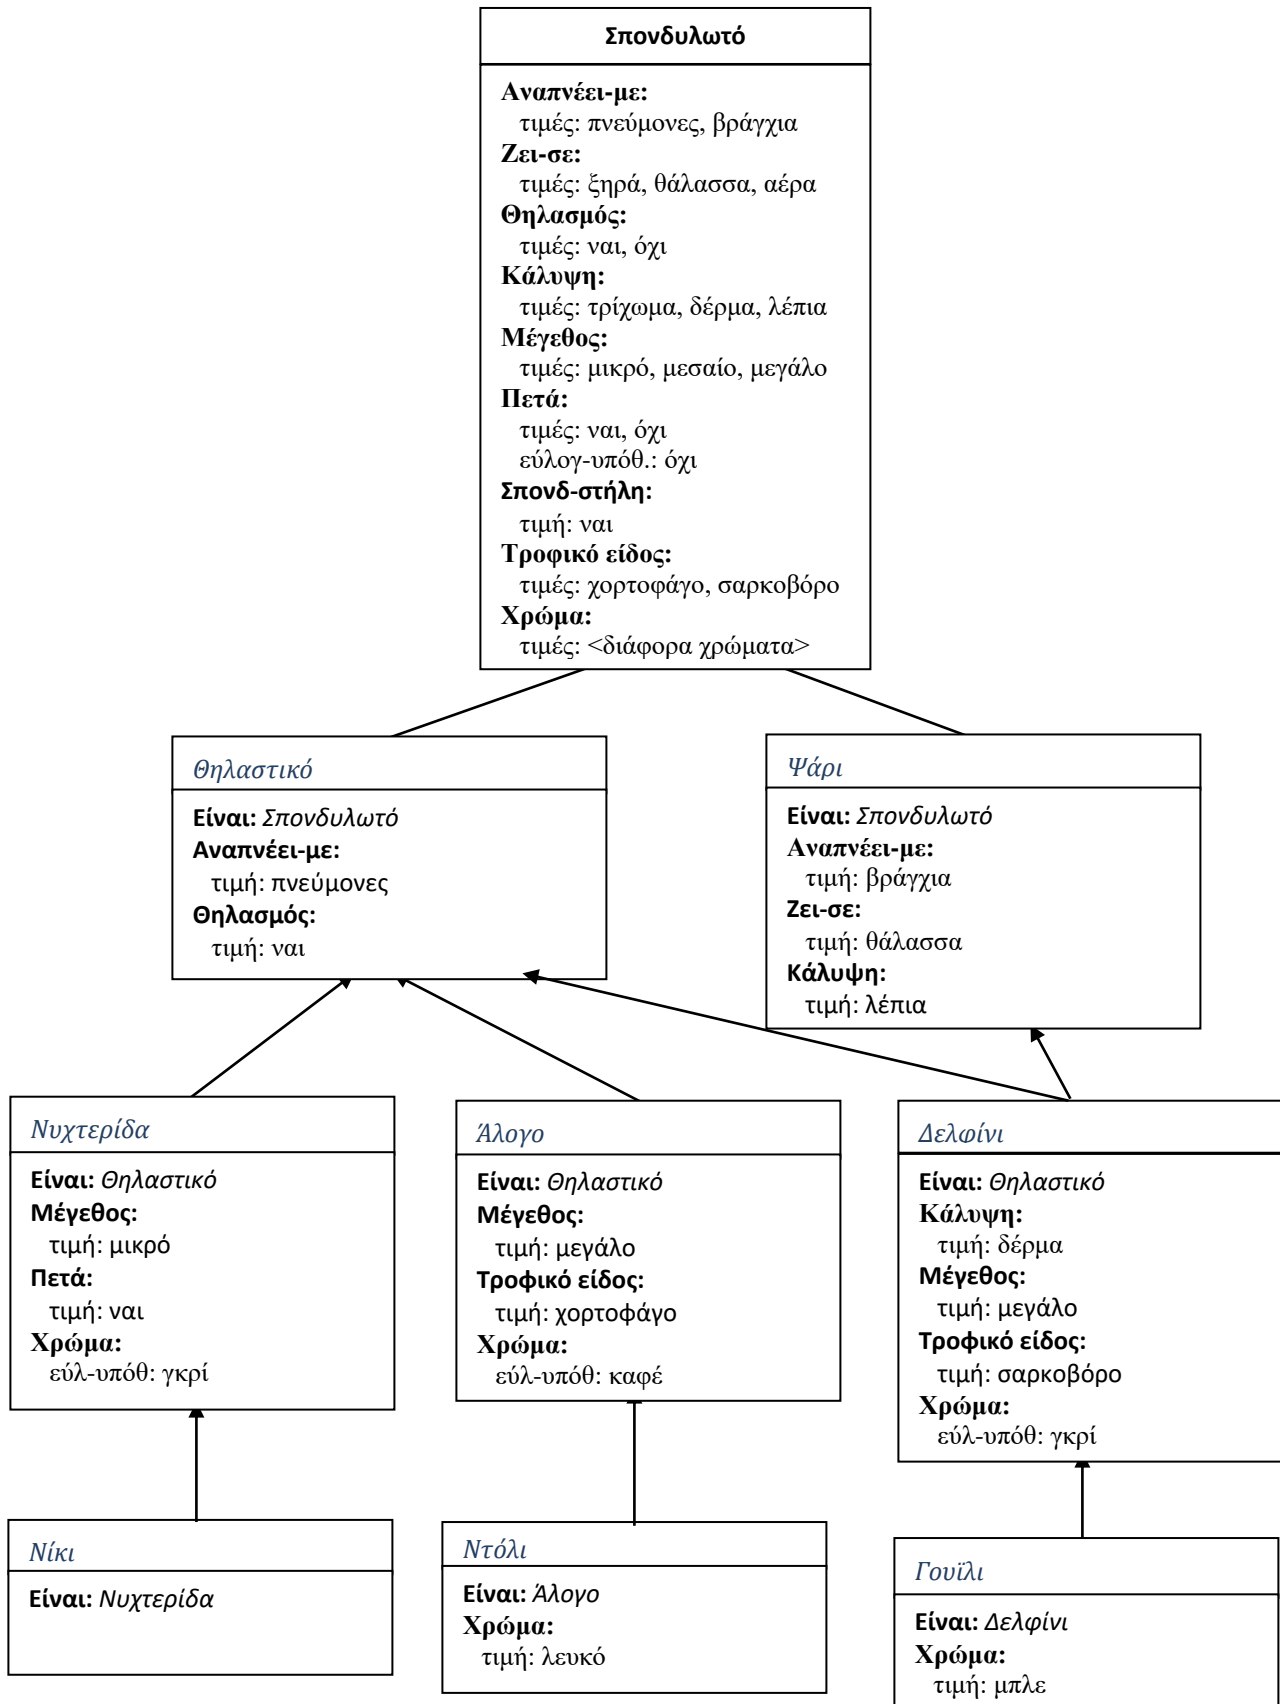 Σπονδυλωτό
Αναπνέει-με:
τιμές: πνεύμονες, βράγχια
Ζει-σε:
τιμές: ξηρά, θάλασσα, αέρα
Θηλασμός:
τιμές: ναι, όχι
Κάλυψη:
τιμές: τρίχωμα, δέρμα, λέπια
Μέγεθος:
τιμές: μικρό, μεσαίο, μεγάλο
Πετά:
τιμές: ναι, όχι
εύλογ-υπόθ.: όχι
Σπονδ-στήλη:
τιμή: ναι
Τροφικό είδος:
τιμές: χορτοφάγο, σαρκοβόρο
Χρώμα:
τιμές: <διάφορα χρώματα>
Θηλαστικό
Είναι: Σπονδυλωτό
Αναπνέει-με:
τιμή: πνεύμονες
Θηλασμός:
τιμή: ναι
Ψάρι
Είναι: Σπονδυλωτό
Αναπνέει-με:
τιμή: βράγχια
Ζει-σε:
τιμή: θάλασσα
Κάλυψη:
τιμή: λέπια
Νυχτερίδα
Είναι: Θηλαστικό
Μέγεθος:
τιμή: μικρό
Πετά:
τιμή: ναι
Χρώμα:
εύλ-υπόθ: γκρί
Άλογο
Είναι: Θηλαστικό
Μέγεθος:
τιμή: μεγάλο
Τροφικό είδος:
τιμή: χορτοφάγο
Χρώμα:
εύλ-υπόθ: καφέ
Δελφίνι
Είναι: Θηλαστικό
Κάλυψη:
τιμή: δέρμα
Μέγεθος:
τιμή: μεγάλο
Τροφικό είδος:
τιμή: σαρκοβόρο
Χρώμα:
εύλ-υπόθ: γκρί
Νίκι
Είναι: Νυχτερίδα
Ντόλι
Είναι: Άλογο
Χρώμα:
τιμή: λευκό
Γουϊλι
Είναι: Δελφίνι
Χρώμα:
τιμή: μπλε